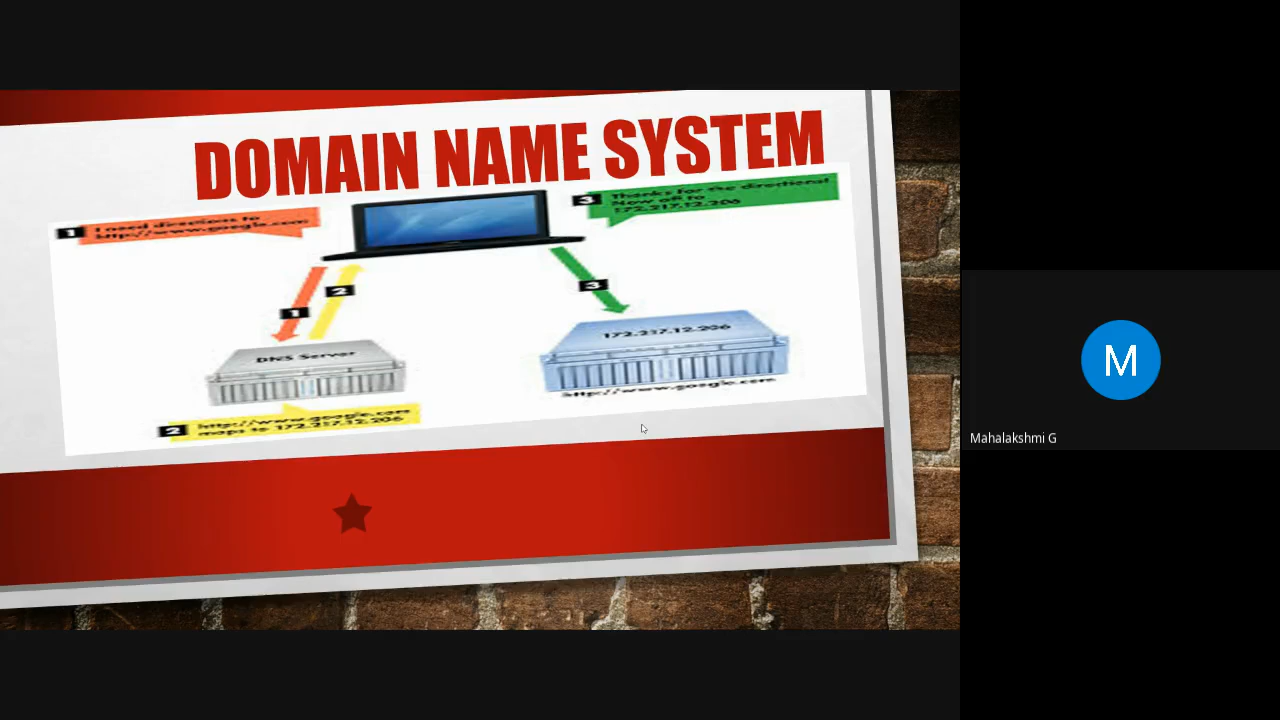 DOMAIN NAME SYSTEM
1
I need directions to
http://www.google.com
3
Thanks for the directions!
Now off to
172.217.12.206
2
1
3
DNS Server
172.217.12.206
http://www.google.com
2
http://www.google.com
maps to 172.217.12.206
M
Mahalakshmi G